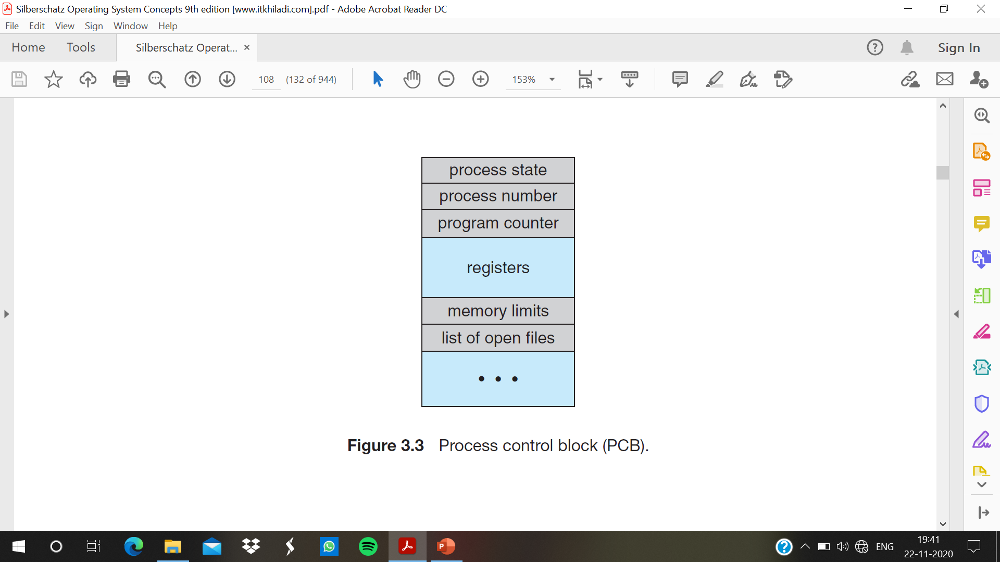 Silberschatz Operating System Concepts 9th edition [www.itkhiladi.com].pdf - Adobe Acrobat Reader DC
File Edit View Sign Window Help
Home Tools Silberschatz Operat... × Sign In
108 (132 of 944) 153%
process state
process number
program counter
registers
memory limits
list of open files
• • •
Figure 3.3 Process control block (PCB).
19:41
ENG
22-11-2020